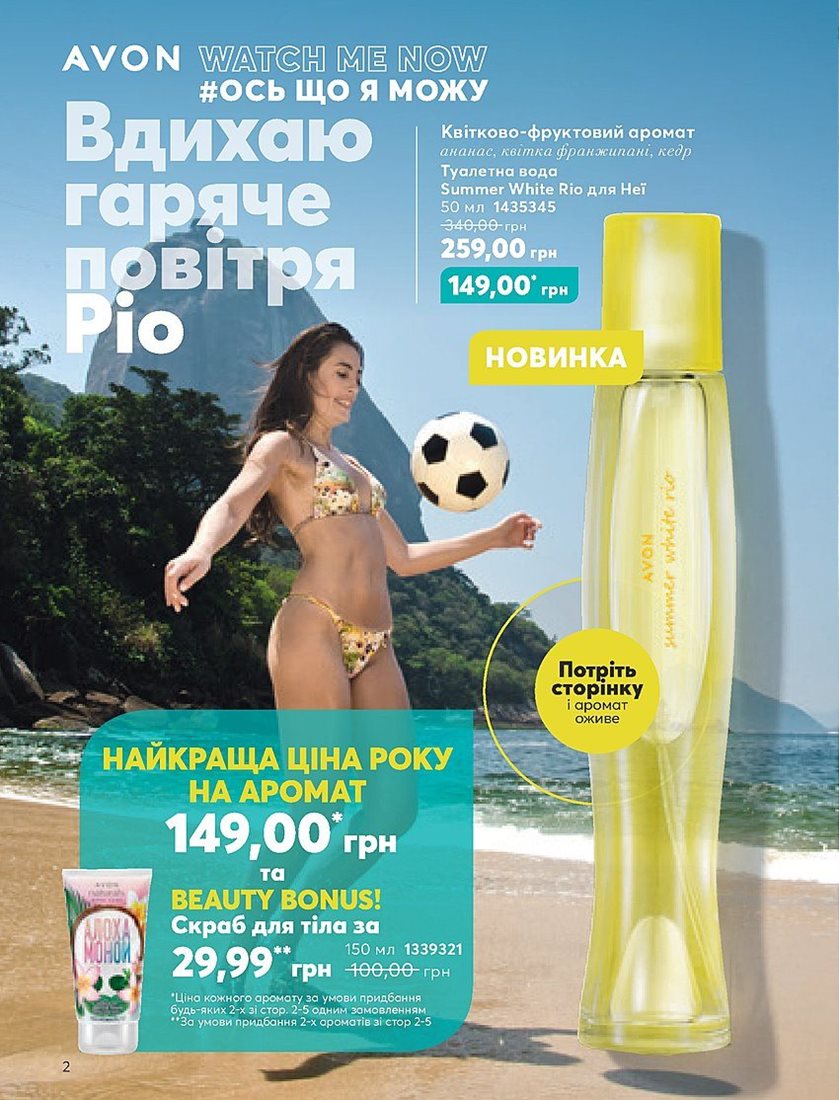 AVON WATCH ME NOW
#ОСЬ ЩО Я МОЖУ
Вдихаю
гаряче
повітря
Ріо
Квітково-фруктовий аромат
ананас, квітка франжипані, кедр
Туалетна вода
Summer White Rio для Неї
50 мл 1435345
340,00 грн
259,00 грн
149,00* грн
НОВИНКА
AVON
summer white rio
Потріть
сторінку
і аромат
оживе
НАЙКРАЩА ЦІНА РОКУ
НА АРОМАТ
149,00* грн
та
BEAUTY BONUS!
Скраб для тіла за
29,99** грн
150 мл 1339321
100,00 грн
*Ціна кожного аромату за умови придбання
будь-яких 2-х зі стор. 2-5 одним замовленням
**За умови придбання 2-х ароматів зі стор 2-5
AVON
naturals
АЛОХА
МОНОЙ
2